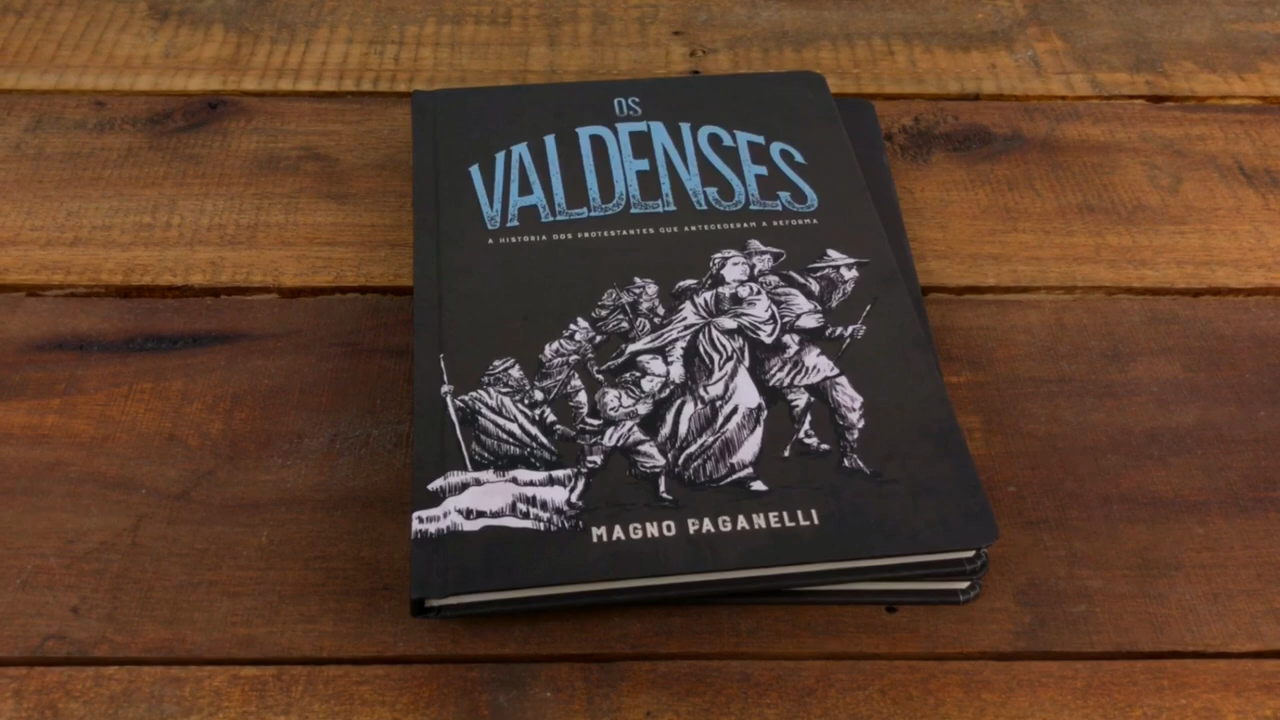 OS
VALDENSES
A HISTÓRIA DOS PROTESTANTES QUE ANTECEDERAM A REFORMA
MAGNO PAGANELLI